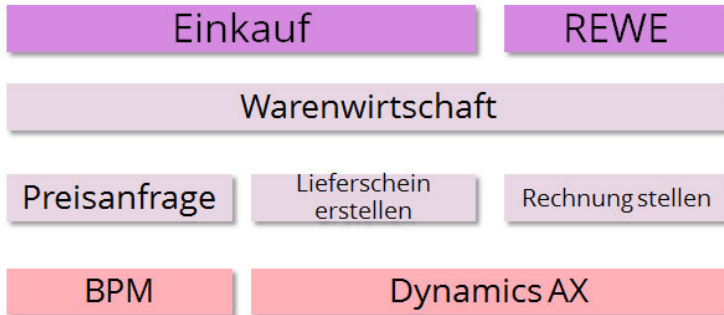 Einkauf
REWE
Warenwirtschaft
Preisanfrage
Lieferschein
erstellen
Rechnung stellen
BPM
Dynamics AX